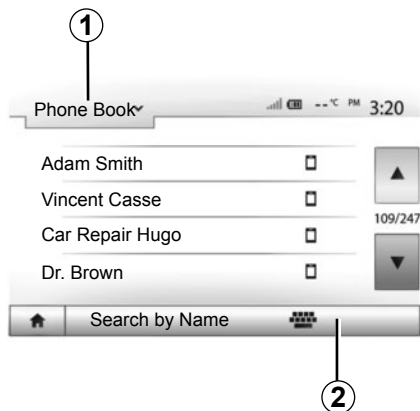 1
Phone Book
--°C PM 3:20
Adam Smith
Vincent Casse
Car Repair Hugo
Dr. Brown
109/247
Search by Name
2